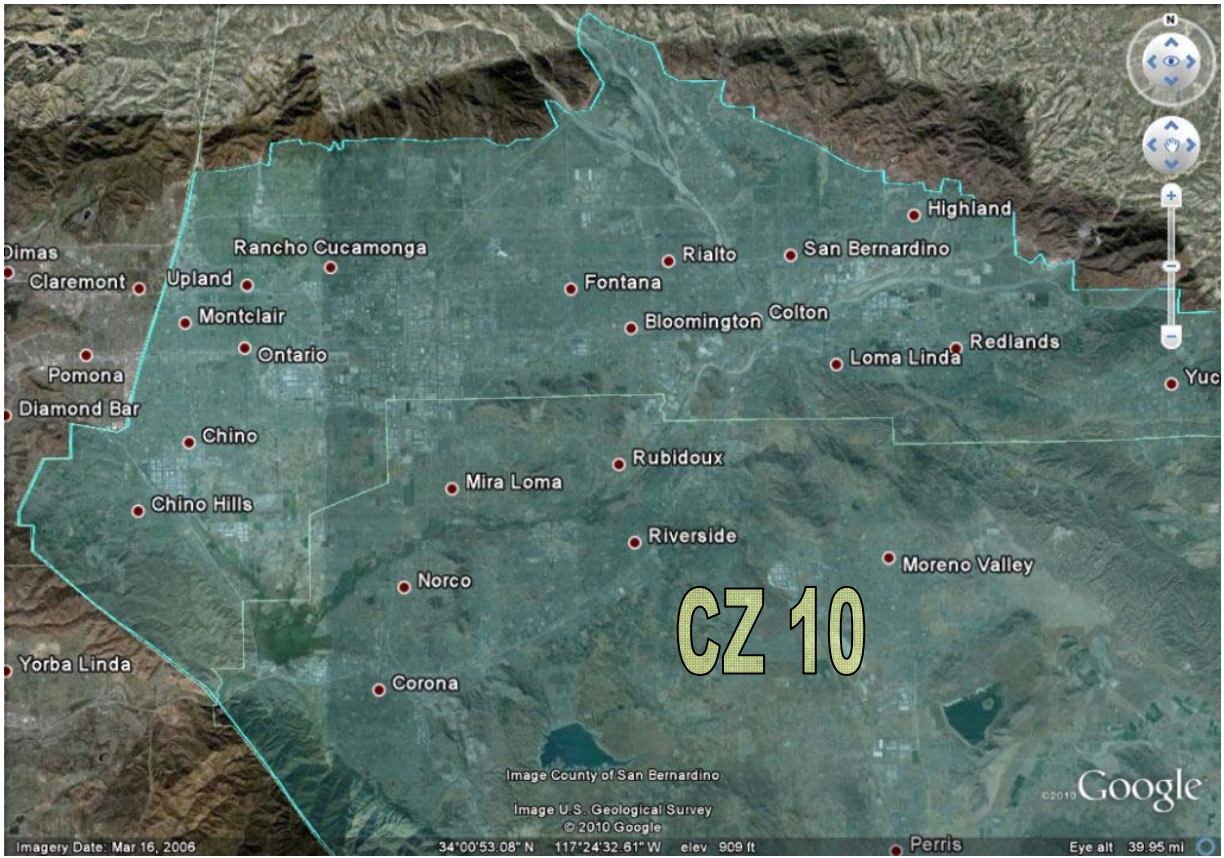 N
Highland
Rancho Cucamonga
San Bernardino
Dimas
Rialto
Claremont
Upland
Fontana
Montclair
Bloomington
Colton
Ontario
Loma Linda
Redlands
Pomona
Yuc
Diamond Bar
Chino
Rubidoux
Mira Loma
Chino Hills
Riverside
Moreno Valley
Norco
CZ 10
Yorba Linda
Corona
Image County of San Bernardino
Image U.S. Geological Survey
© 2010 Google
©2010 Google
Imagery Date: Mar 16, 2006 34°00'53.08" N 117°24'32.61" W elev 909 ft Perris Eye alt 39.95 mi